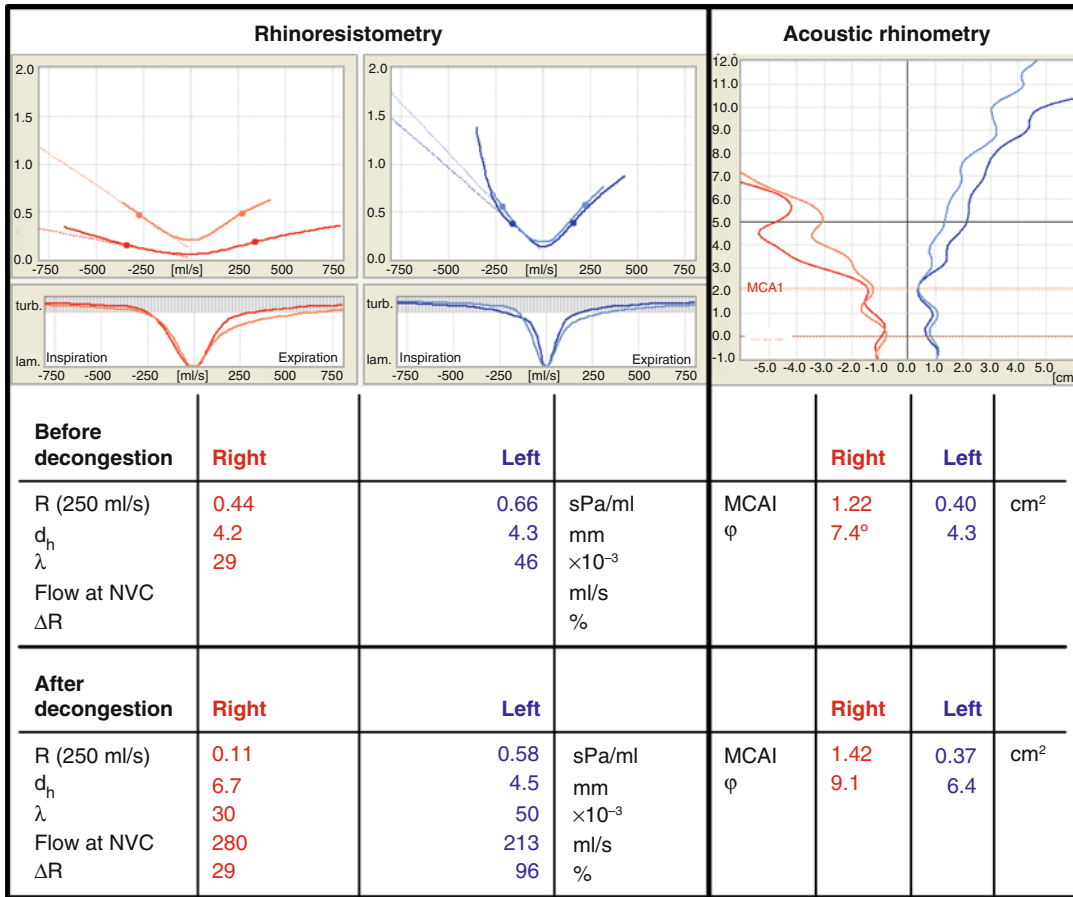 Rhinoresistometry
Acoustic rhinometry
2.0
1.5
1.0
0.5
0.0
-750 -500 [ml/s] 250 500 750
2.0
1.5
1.0
0.5
0.0
-750 -500 [ml/s] 250 500 750
turb.
lam.
Inspiration Expiration
-750 -500 [ml/s] 250 500 750
turb.
lam.
Inspiration Expiration
-750 -500 [ml/s] 250 500 750
12.0
11.0
10.0
9.0
8.0
7.0
6.0
5.0
4.0
3.0
2.0
1.0
0.0
-1.0
MCA1
-5.0 -4.0 -3.0 -2.0 -1.0 0.0 1.0 2.0 3.0 4.0 5.0
[cm
Before
decongestion Right Left Right Left
R (250 ml/s) 0.44 0.66 sPa/ml MCAI 1.22 0.40 cm²
dₕ 4.2 4.3 mm φ 7.4º 4.3
λ 29 46 ×10⁻³
Flow at NVC ml/s
ΔR %
After
decongestion Right Left Right Left
R (250 ml/s) 0.11 0.58 sPa/ml MCAI 1.42 0.37 cm²
dₕ 6.7 4.5 mm φ 9.1 6.4
λ 30 50 ×10⁻³
Flow at NVC 280 213 ml/s
ΔR 29 96 %